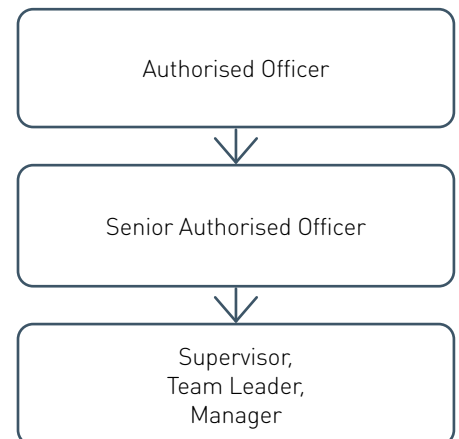 Authorised Officer
Senior Authorised Officer
Supervisor,
Team Leader,
Manager